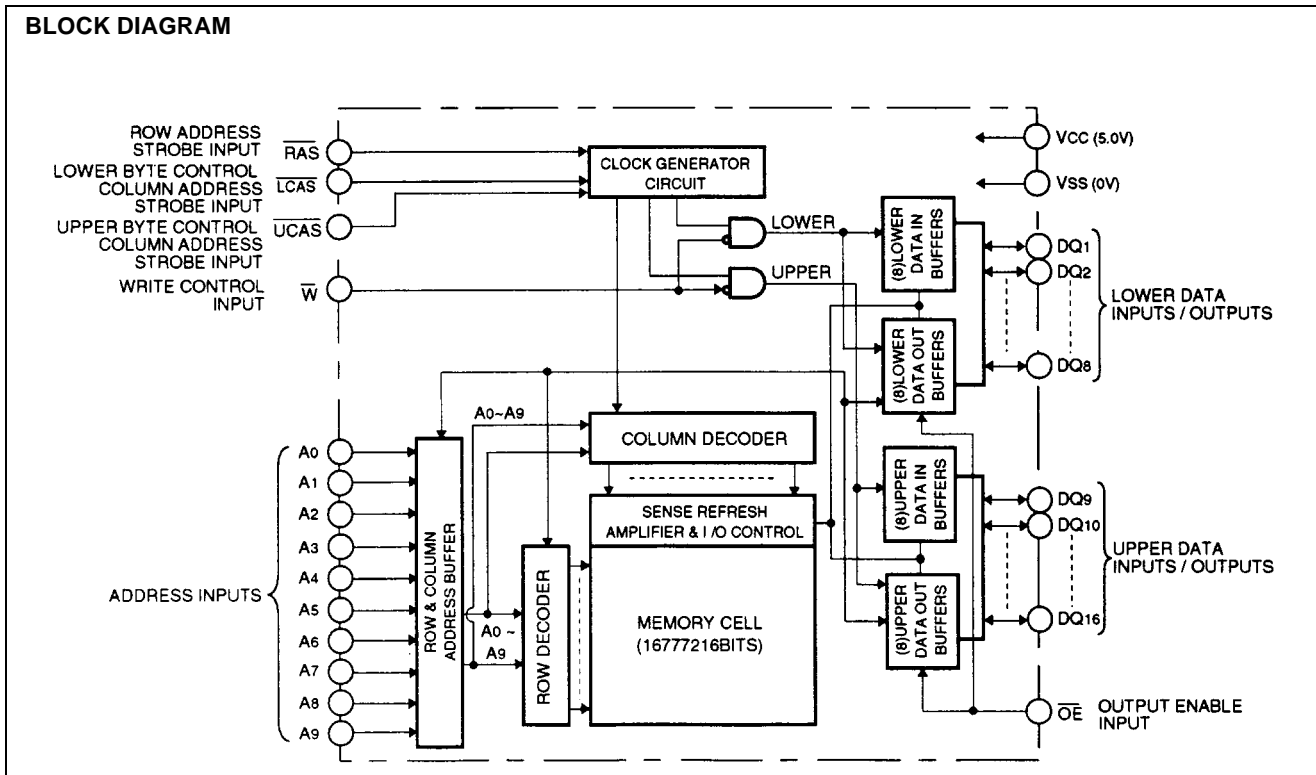 BLOCK DIAGRAM
ROW ADDRESS
STROBE INPUT
RAS
LOWER BYTE CONTROL
COLUMN ADDRESS
STROBE INPUT
LCAS
UPPER BYTE CONTROL
COLUMN ADDRESS
STROBE INPUT
UCAS
WRITE CONTROL
INPUT
W
CLOCK GENERATOR
CIRCUIT
LOWER
UPPER
(8)LOWER
DATA IN
BUFFERS
(8)LOWER
DATA OUT
BUFFERS
VCC (5.0V)
VSS (0V)
DQ1
DQ2
DQ8
LOWER DATA
INPUTS / OUTPUTS
ADDRESS INPUTS
A0
A1
A2
A3
A4
A5
A6
A7
A8
A9
ROW & COLUMN
ADDRESS BUFFER
A0~A9
COLUMN DECODER
SENSE REFRESH
AMPLIFIER & I /O CONTROL
A0 ~
A9
ROW DECODER
MEMORY CELL
(16777216BITS)
(8)UPPER
DATA IN
BUFFERS
(8)UPPER
DATA OUT
BUFFERS
DQ9
DQ10
DQ16
UPPER DATA
INPUTS / OUTPUTS
OE
OUTPUT ENABLE
INPUT